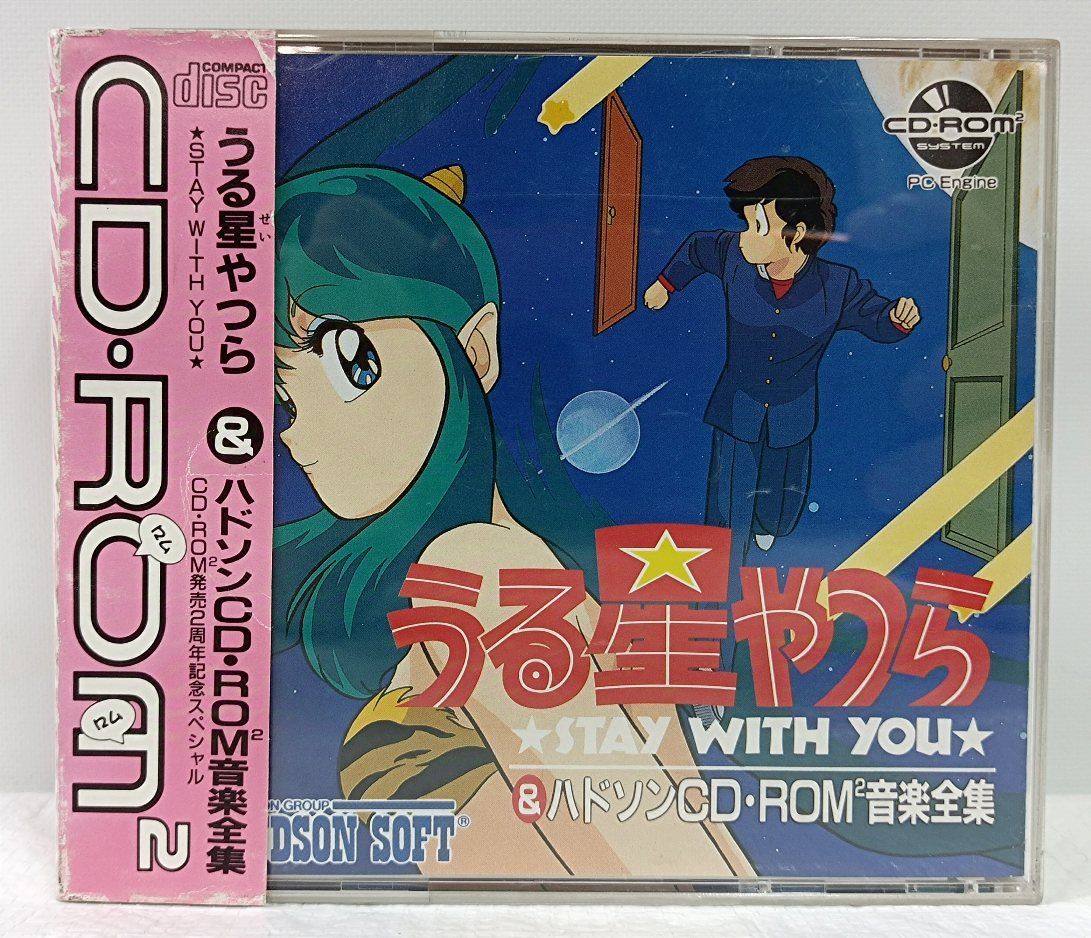 COMPACT
disc
CD・ROM²
ロム
ロム
うる星やつら
せい
★STAY WITH YOU★
&
ハドソンCD・ROM²音楽全集
CD・ROM²発売2周年記念スペシャル
CD・ROM²
SYSTEM
PC Engine
うる星やつら
★STAY WITH YOU★
&ハドソンCD・ROM²音楽全集
ON GROUP
DSON SOFT®